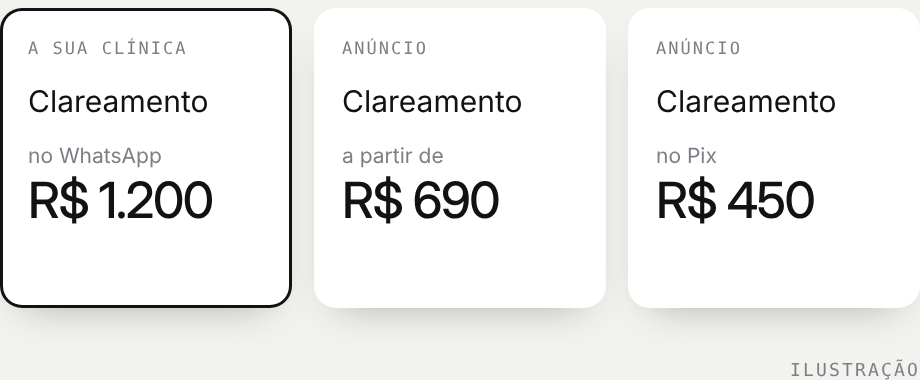 A SUA CLÍNICA
Clareamento
no WhatsApp
R$ 1.200
ANÚNCIO
Clareamento
a partir de
R$ 690
ANÚNCIO
Clareamento
no Pix
R$ 450
ILUSTRAÇÃO